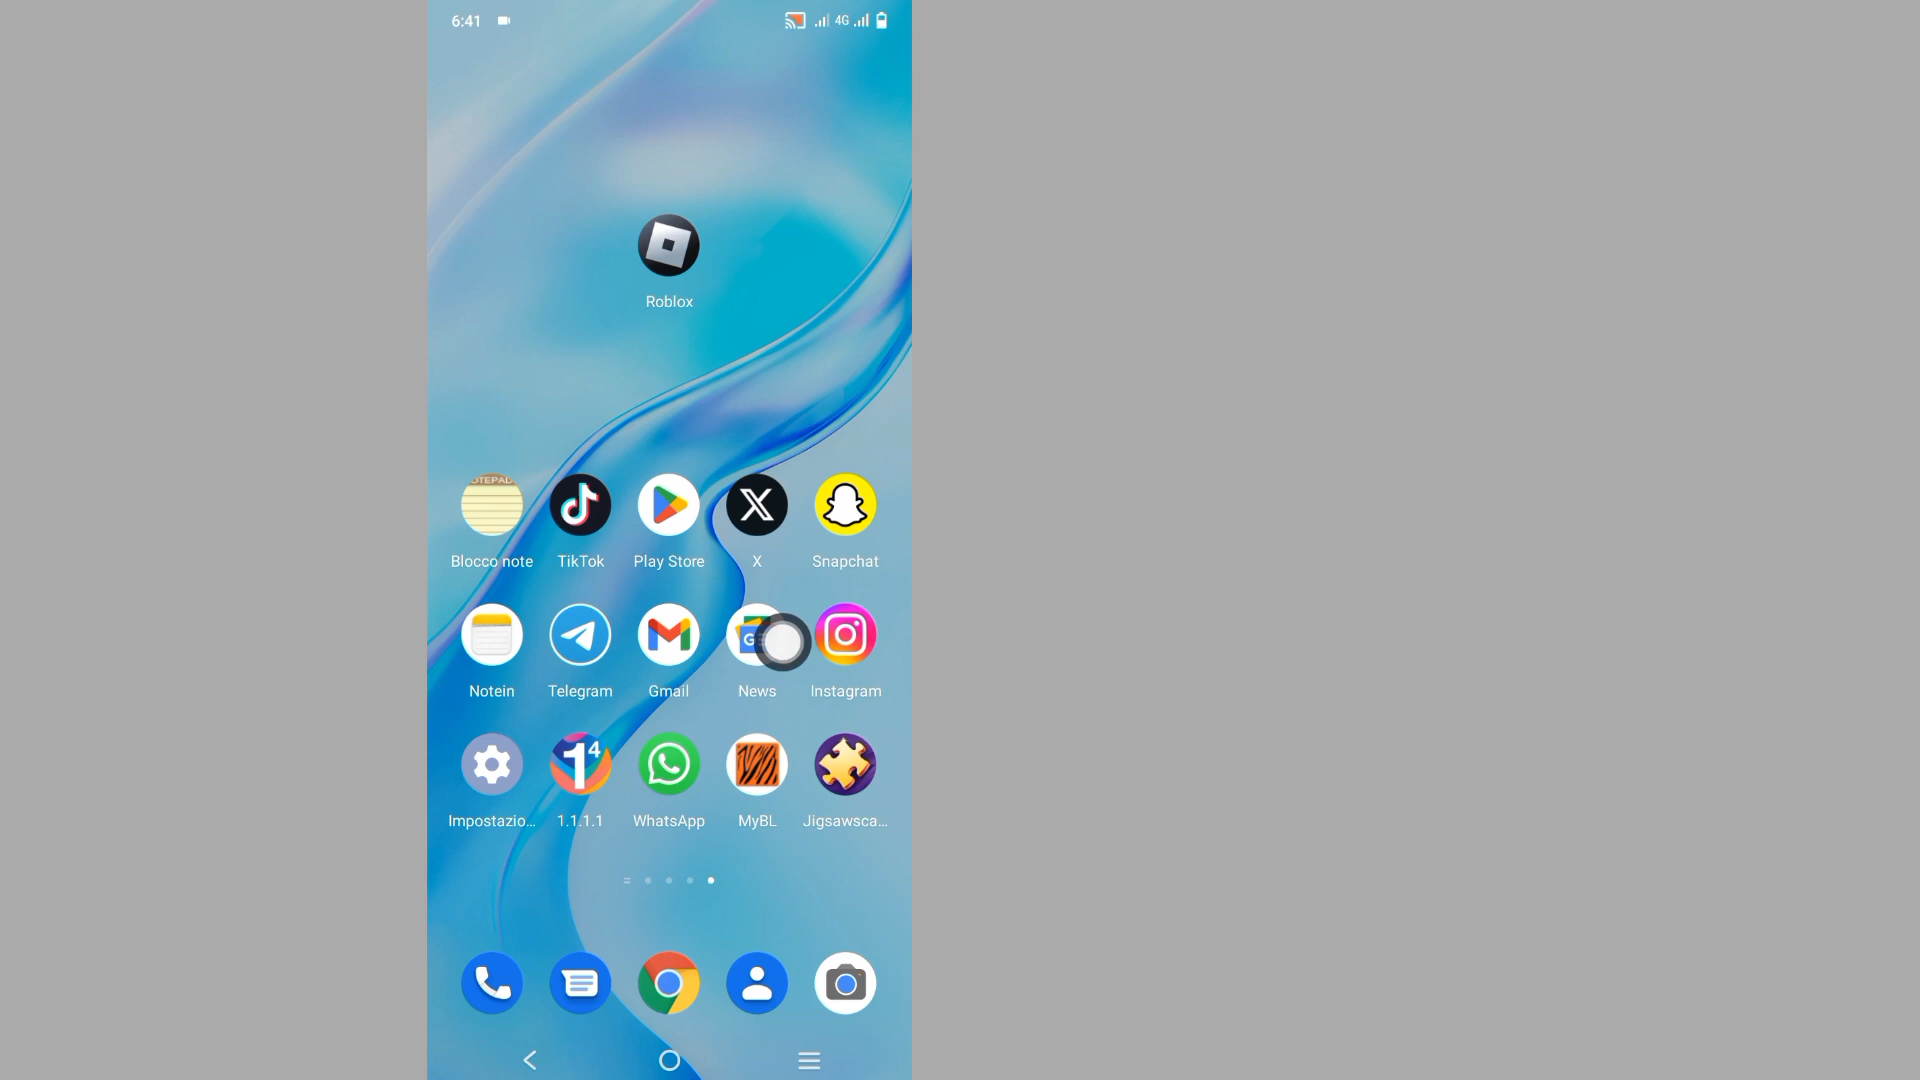 6:41 4G
Roblox
OTEPAD
Blocco note TikTok Play Store X Snapchat
G
Notein Telegram Gmail News Instagram
1⁴
Impostazio... 1.1.1.1 WhatsApp MyBL Jigsawsca...